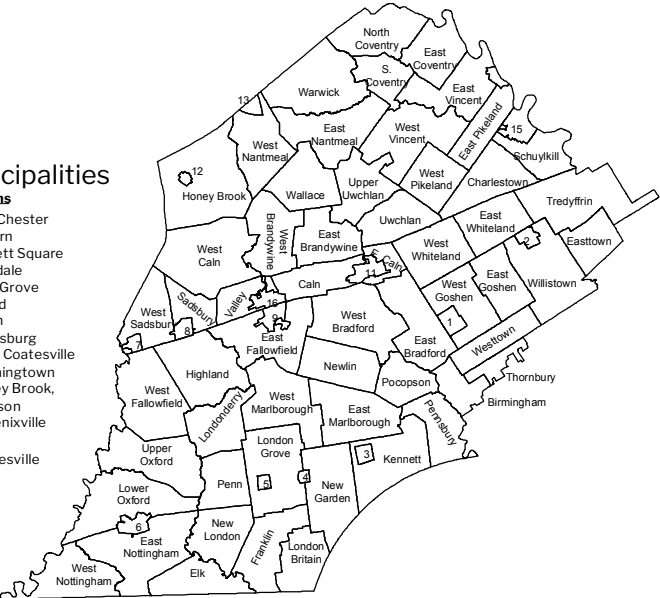 cipalities
ns
Chester
rn
ett Square
dale
Grove
d
n
sburg
Coatesville
ningtown
ey Brook,
son
enixville
esville
North
Coventry
East
Coventry
S.
Coventry
Warwick
East
Vincent
13
East
Nantmeal
West
Vincent
East Pikeland
15
West
Nantmeal
Schuylkill
12
Honey Brook
Wallace
Upper
Uwchlan
West
Pikeland
Charlestown
Tredyffrin
Uwchlan
East
Whiteland
West
Brandywine
East
Brandywine
West
Caln
West
Whiteland
2
Easttown
E. Caln
11
Caln
West
Goshen
East
Goshen
Willistown
Sadsbury
Valley
16
9
West
Sadsbury
8
7
West
Bradford
1
East
Fallowfield
East
Bradford
Westtown
Newlin
Highland
Pocopson
Thornbury
West
Fallowfield
Londonderry
West
Marlborough
East
Marlborough
Pennsbury
Birmingham
London
Grove
Upper
Oxford
3
Kennett
Lower
Oxford
Penn
5
4
New
Garden
6
East
Nottingham
New
London
Franklin
London
Britain
West
Nottingham
Elk